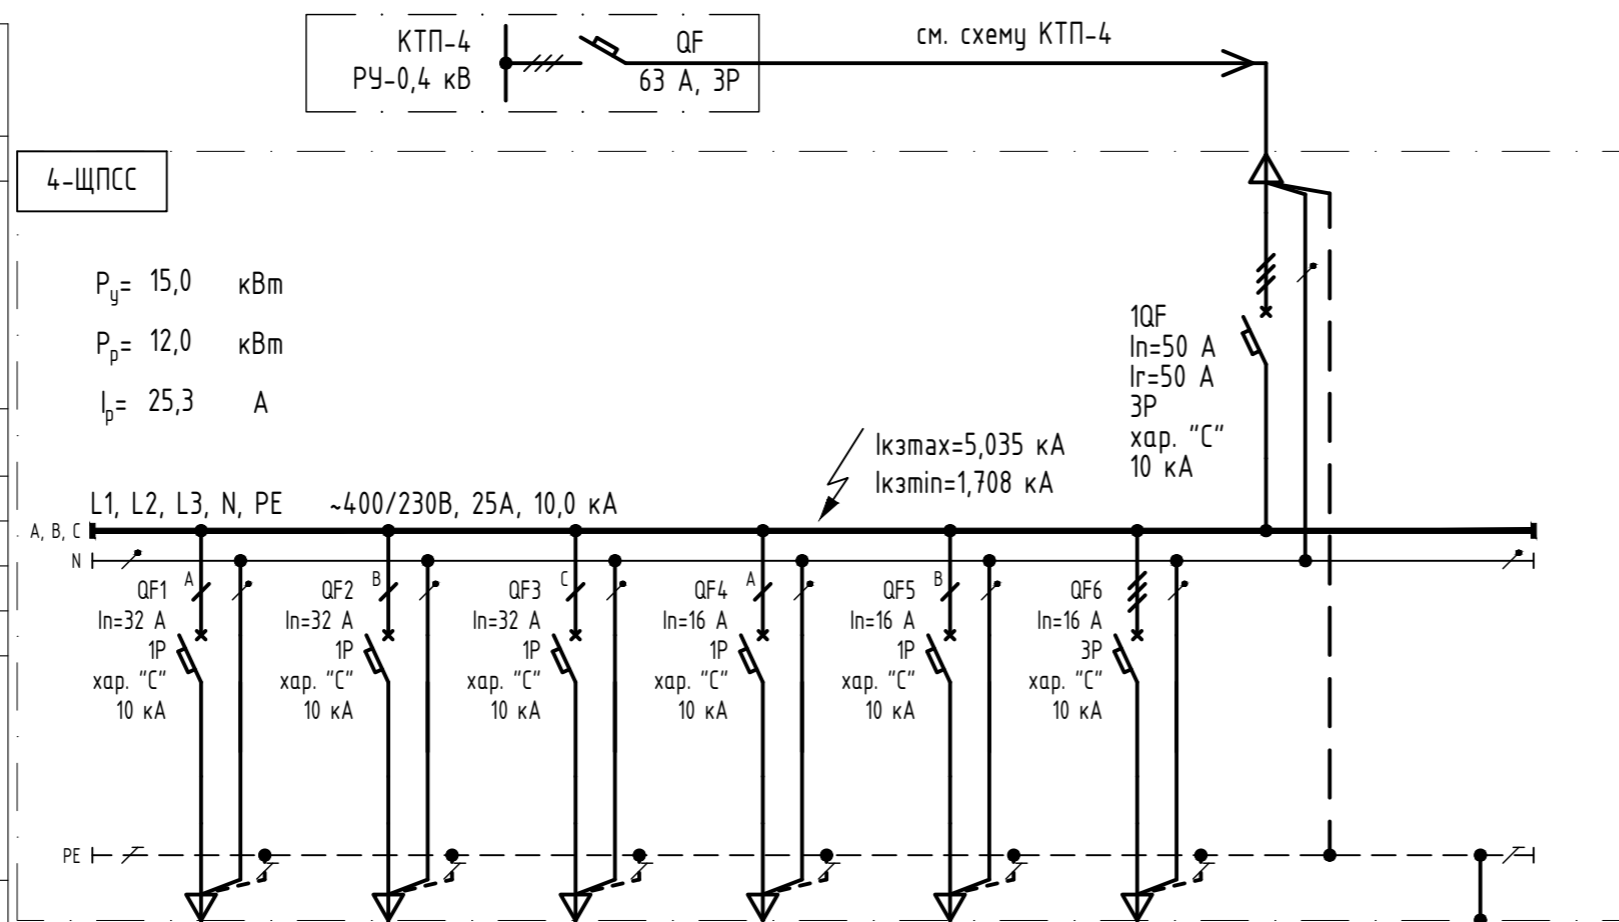 КТП-4
РУ-0,4 кВ
QF
63 А, 3Р
см. схему КТП-4
4-ЩПСС
Pу= 15,0 кВт
Pр= 12,0 кВт
Iр= 25,3 А
1QF
In=50 А
Ir=50 А
3Р
хар. "С"
10 кА
Iкзmax=5,035 кА
Iкзmin=1,708 кА
L1, L2, L3, N, PE ~400/230В, 25А, 10,0 кА
А, В, С
N
А
QF1
In=32 А
1Р
хар. "С"
10 кА
В
QF2
In=32 А
1Р
хар. "С"
10 кА
С
QF3
In=32 А
1Р
хар. "С"
10 кА
А
QF4
In=16 А
1Р
хар. "С"
10 кА
В
QF5
In=16 А
1Р
хар. "С"
10 кА
QF6
In=16 А
3Р
хар. "С"
10 кА
PE